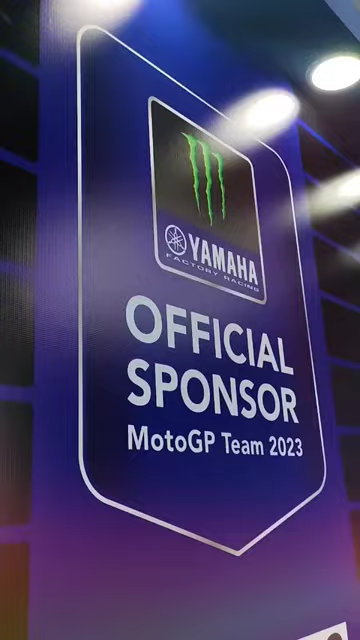 YAMAHA
FACTORY RACING
OFFICIAL
SPONSOR
MotoGP Team 2023